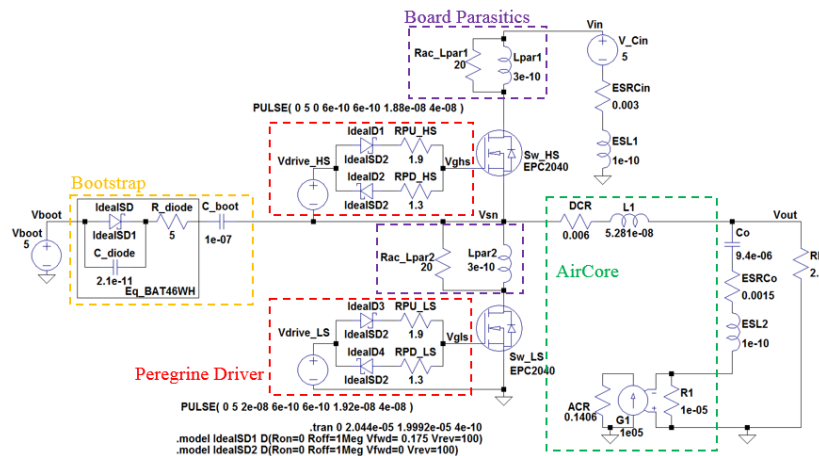 Board Parasitics
Vin
Rac_Lpar1
20
Lpar1
3e-10
V_Cin
5
ESRCin
0.003
ESL1
1e-10
PULSE( 0 5 0 6e-10 6e-10 1.88e-08 4e-08 )
IdealD1
RPU_HS
IdealSD2
1.9
Vdrive_HS
IdealD2
RPD_HS
IdealSD2
1.3
Vghs
Sw_HS
EPC2040
Bootstrap
Vboot
Vboot
5
IdealSD
IdealSD1
R_diode
5
C_diode
2.1e-11
Eq_BAT46WH
C_boot
1e-07
Vsn
DCR
0.006
L1
5.281e-08
Vout
Rac_Lpar2
20
Lpar2
3e-10
AirCore
Co
9.4e-06
ESRCo
0.0015
ESL2
1e-10
2.
IdealD3
RPU_LS
IdealSD2
1.9
Vdrive_LS
IdealD4
RPD_LS
IdealSD2
1.3
Vgls
Sw_LS
EPC2040
Peregrine Driver
PULSE( 0 5 2e-08 6e-10 6e-10 1.92e-08 4e-08 )
ACR
0.1406
G1
1e05
R1
1e-05
.tran 0 2.044e-05 1.9992e-05 4e-10
.model IdealSD1 D(Ron=0 Roff=1Meg Vfwd=0.175 Vrev=100)
.model IdealSD2 D(Ron=0 Roff=1Meg Vfwd=0 Vrev=100)